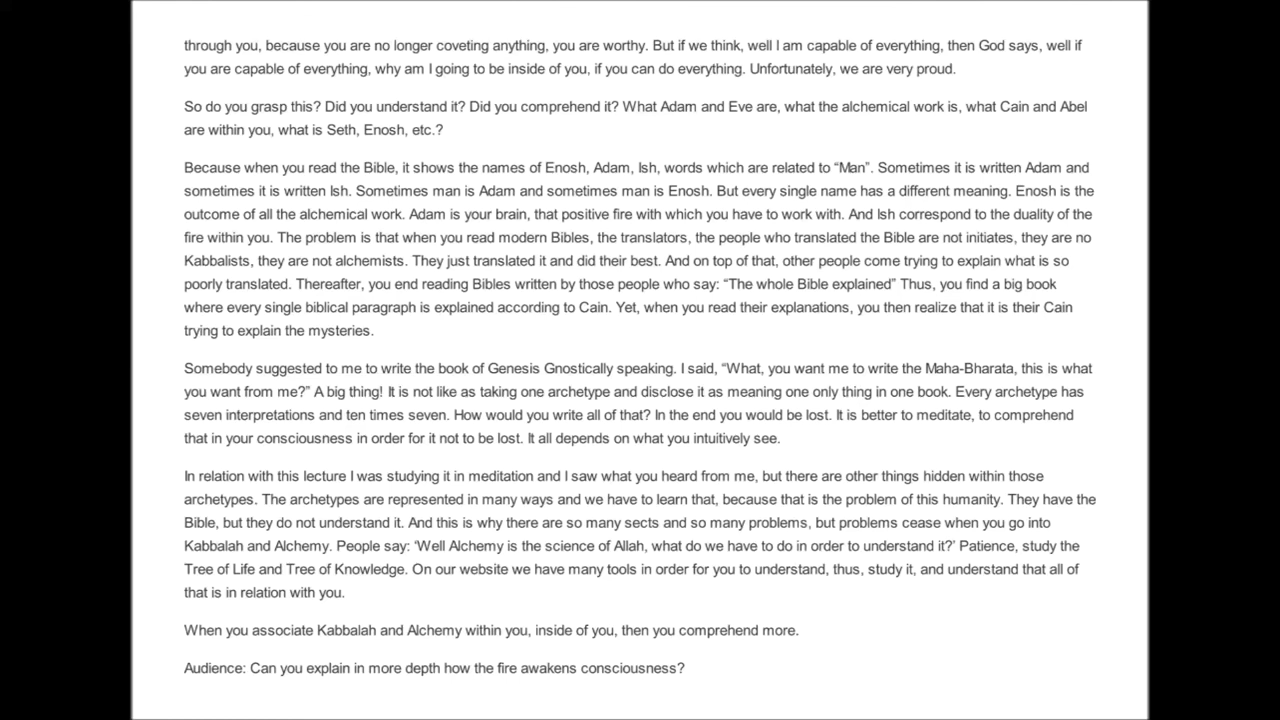 through you, because you are no longer coveting anything, you are worthy. But if we think, well I am capable of everything, then God says, well if
you are capable of everything, why am I going to be inside of you, if you can do everything. Unfortunately, we are very proud.
So do you grasp this? Did you understand it? Did you comprehend it? What Adam and Eve are, what the alchemical work is, what Cain and Abel
are within you, what is Seth, Enosh, etc.?
Because when you read the Bible, it shows the names of Enosh, Adam, Ish, words which are related to “Man”. Sometimes it is written Adam and
sometimes it is written Ish. Sometimes man is Adam and sometimes man is Enosh. But every single name has a different meaning. Enosh is the
outcome of all the alchemical work. Adam is your brain, that positive fire with which you have to work with. And Ish correspond to the duality of the
fire within you. The problem is that when you read modern Bibles, the translators, the people who translated the Bible are not initiates, they are no
Kabbalists, they are not alchemists. They just translated it and did their best. And on top of that, other people come trying to explain what is so
poorly translated. Thereafter, you end reading Bibles written by those people who say: “The whole Bible explained” Thus, you find a big book
where every single biblical paragraph is explained according to Cain. Yet, when you read their explanations, you then realize that it is their Cain
trying to explain the mysteries.
Somebody suggested to me to write the book of Genesis Gnostically speaking. I said, “What, you want me to write the Maha-Bharata, this is what
you want from me?” A big thing! It is not like as taking one archetype and disclose it as meaning one only thing in one book. Every archetype has
seven interpretations and ten times seven. How would you write all of that? In the end you would be lost. It is better to meditate, to comprehend
that in your consciousness in order for it not to be lost. It all depends on what you intuitively see.
In relation with this lecture I was studying it in meditation and I saw what you heard from me, but there are other things hidden within those
archetypes. The archetypes are represented in many ways and we have to learn that, because that is the problem of this humanity. They have the
Bible, but they do not understand it. And this is why there are so many sects and so many problems, but problems cease when you go into
Kabbalah and Alchemy. People say: ‘Well Alchemy is the science of Allah, what do we have to do in order to understand it?’ Patience, study the
Tree of Life and Tree of Knowledge. On our website we have many tools in order for you to understand, thus, study it, and understand that all of
that is in relation with you.
When you associate Kabbalah and Alchemy within you, inside of you, then you comprehend more.
Audience: Can you explain in more depth how the fire awakens consciousness?